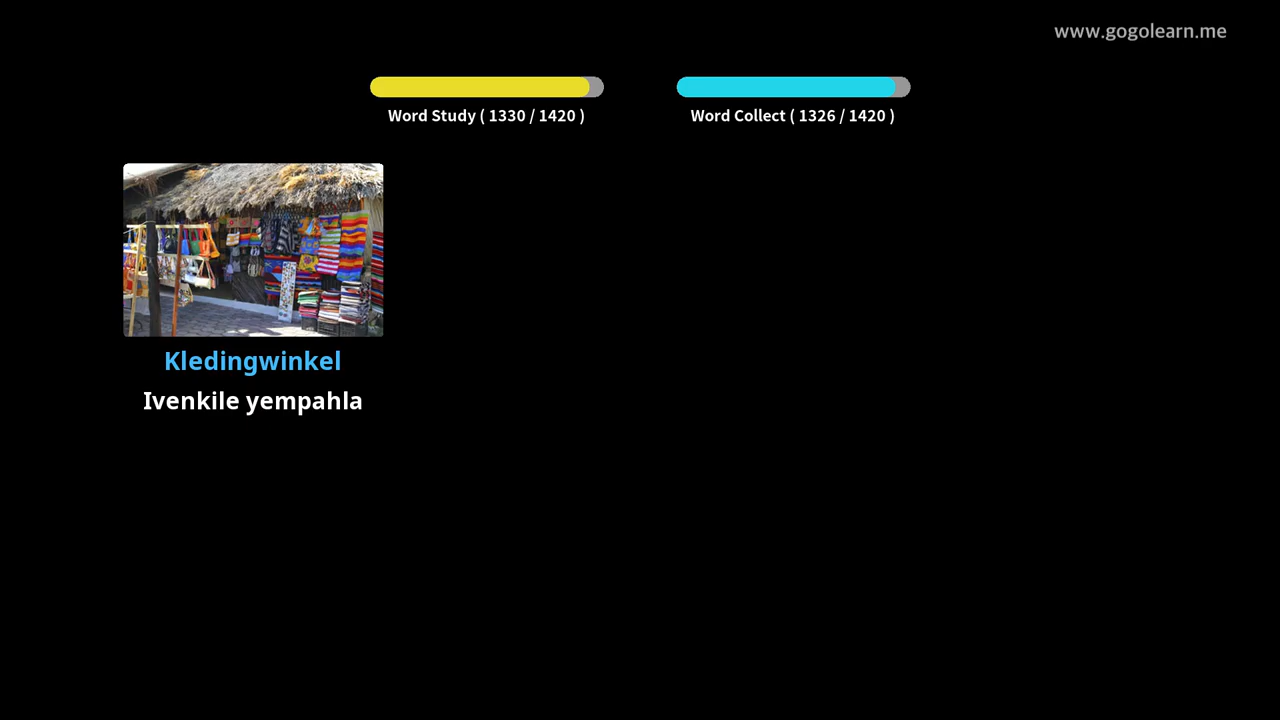 www.gogolearn.me
Word Study ( 1330 / 1420 )
Word Collect ( 1326 / 1420 )
Kledingwinkel
Ivenkile yempahla